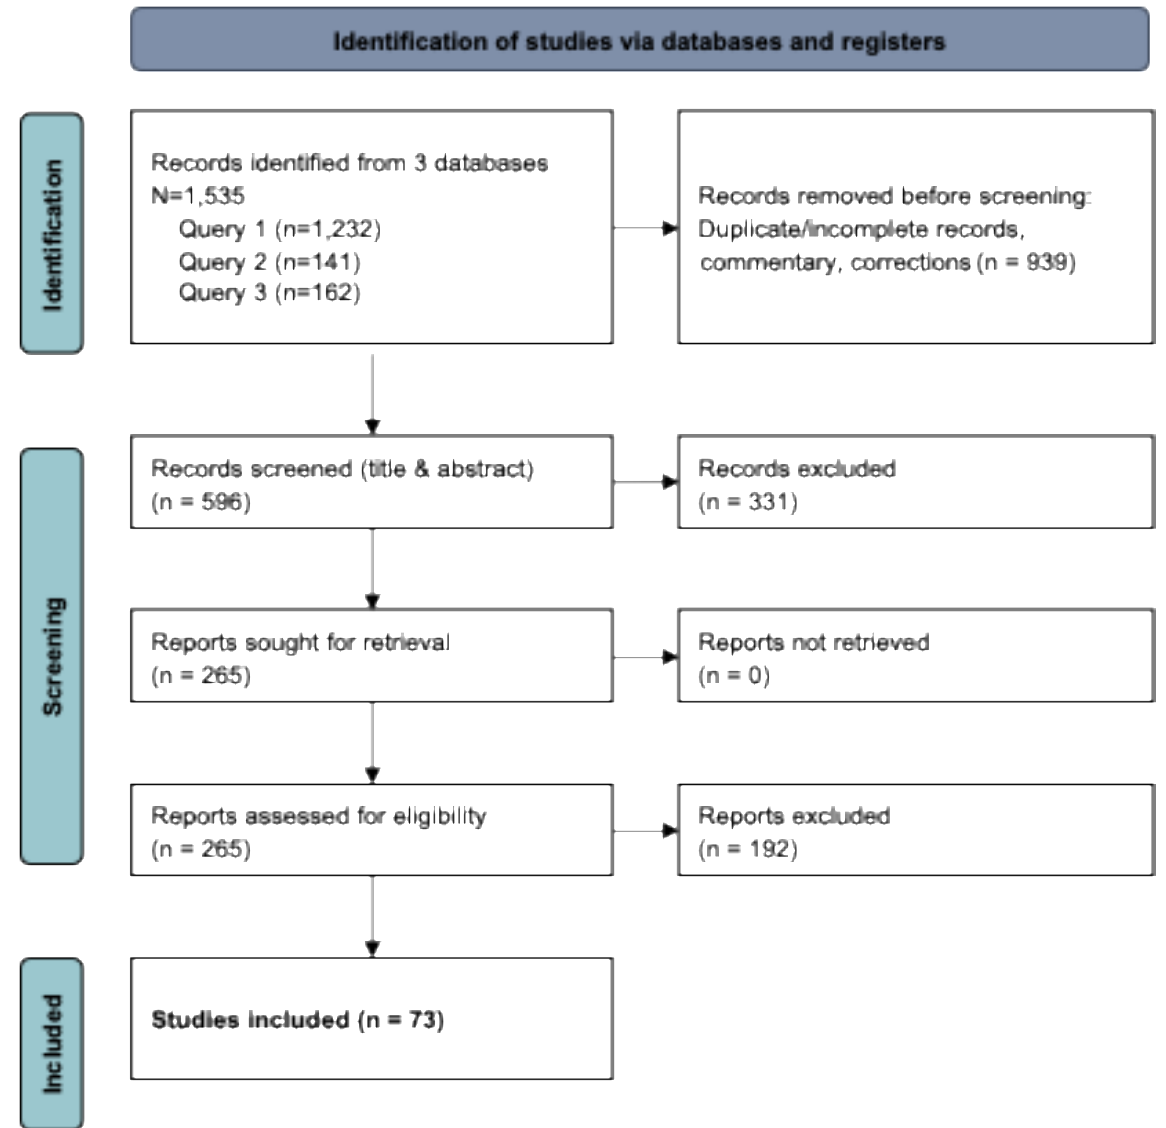 Identification of studies via databases and registers
Identification
Records identified from 3 databases
N=1,535
Query 1 (n=1,232)
Query 2 (n=141)
Query 3 (n=162)
Records removed before screening:
Duplicate/incomplete records,
commentary, corrections (n = 939)
Screening
Records screened (title & abstract)
(n = 596)
Records excluded
(n = 331)
Reports sought for retrieval
(n = 265)
Reports not retrieved
(n = 0)
Reports assessed for eligibility
(n = 265)
Reports excluded
(n = 192)
Included
Studies included (n = 73)